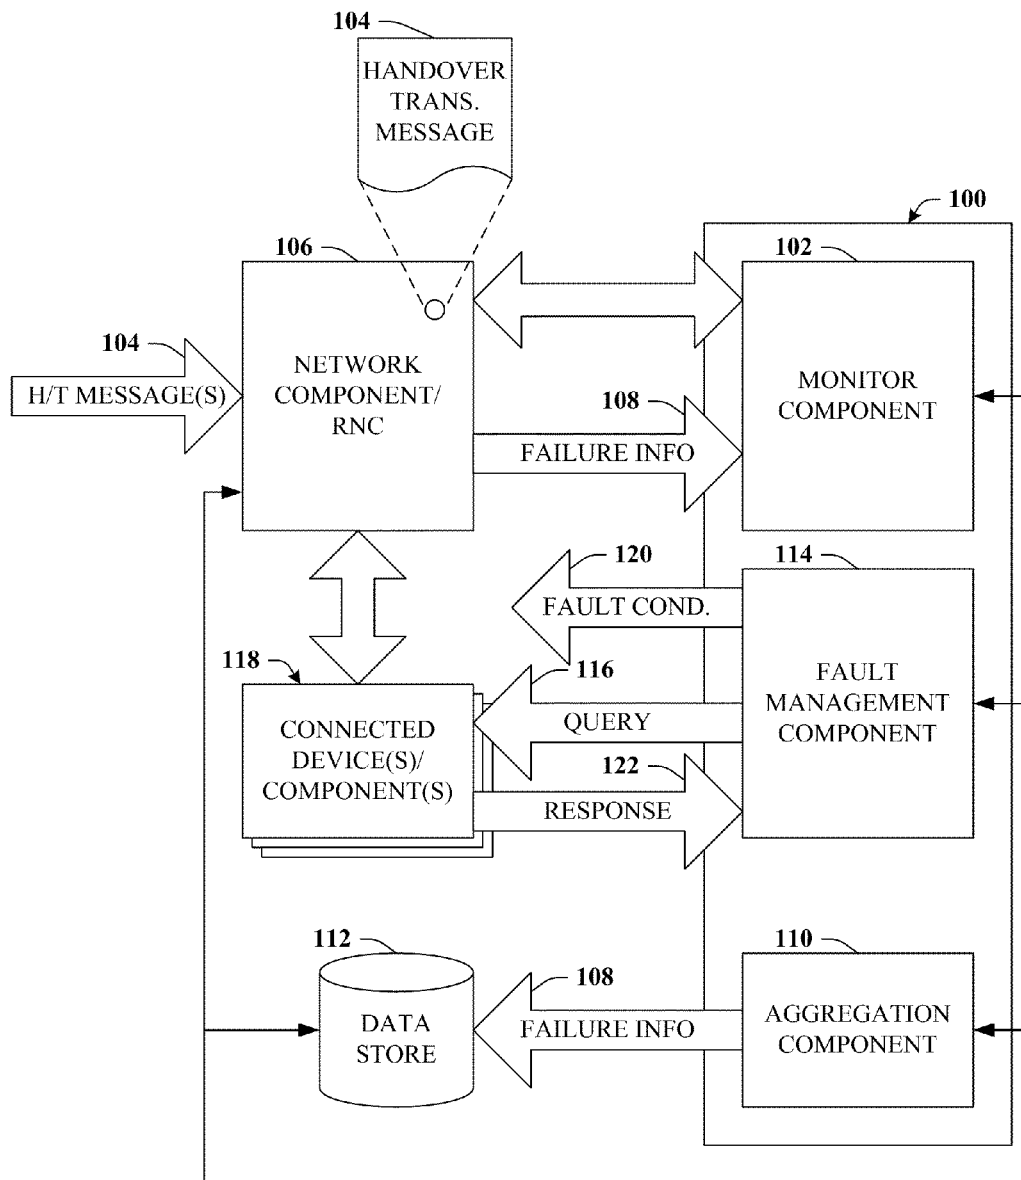 104
HANDOVER
TRANS.
MESSAGE
100
106
102
104
H/T MESSAGE(S)
NETWORK
COMPONENT/
RNC
MONITOR
COMPONENT
108
FAILURE INFO
120
FAULT COND.
114
118
116
QUERY
FAULT
MANAGEMENT
COMPONENT
CONNECTED
DEVICE(S)/
COMPONENT(S)
122
RESPONSE
112
DATA
STORE
108
FAILURE INFO
110
AGGREGATION
COMPONENT